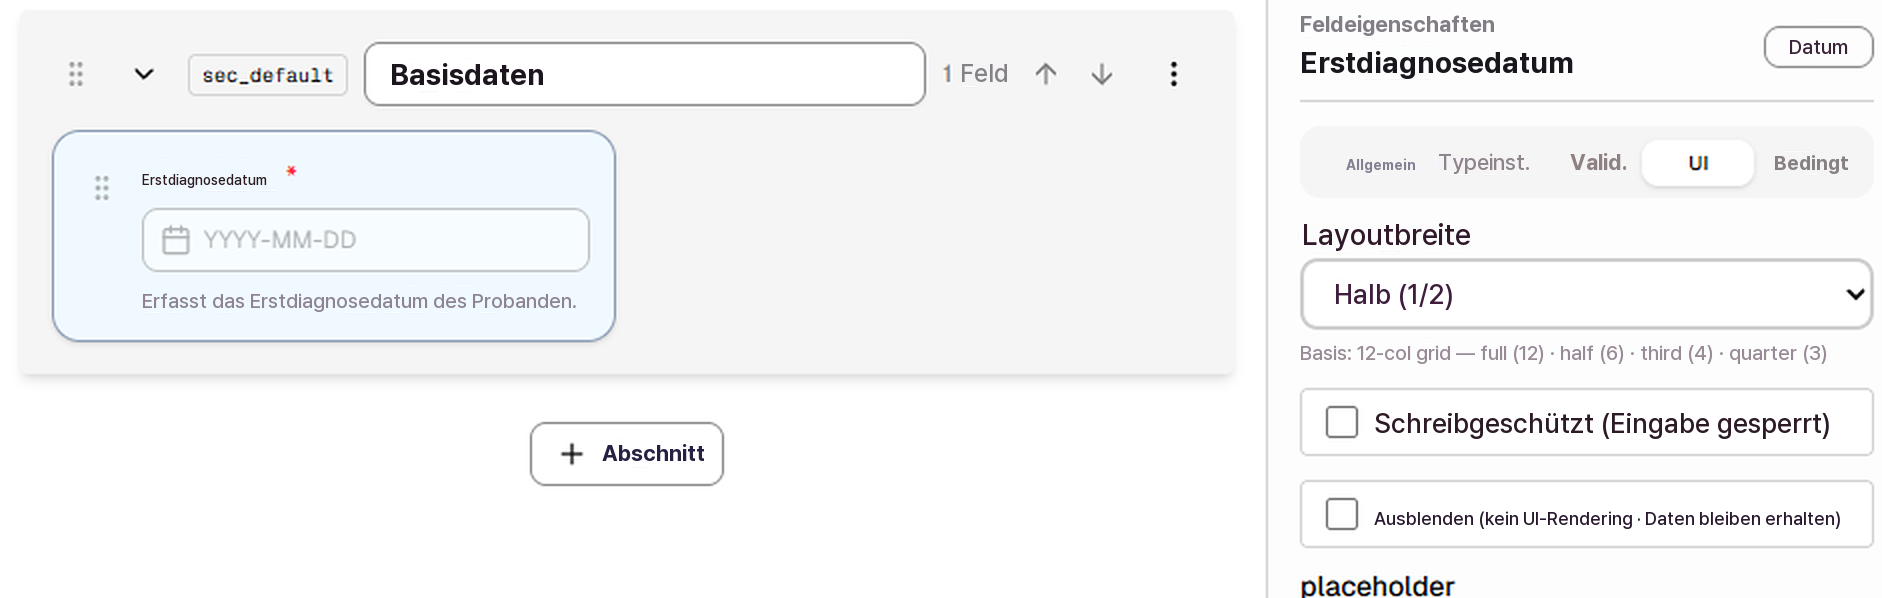 sec_default
Basisdaten
1 Feld
Erstdiagnosedatum *
YYYY-MM-DD
Erfasst das Erstdiagnosedatum des Probanden.
+ Abschnitt
Feldeigenschaften
Erstdiagnosedatum
Datum
Allgemein Typeinst. Valid. UI Bedingt
Layoutbreite
Halb (1/2)
Basis: 12-col grid — full (12) · half (6) · third (4) · quarter (3)
Schreibgeschützt (Eingabe gesperrt)
Ausblenden (kein UI-Rendering · Daten bleiben erhalten)
placeholder